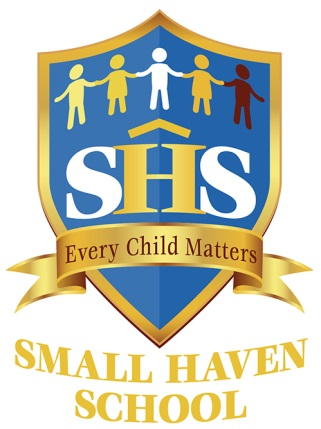 SHS
Every Child Matters
SMALL HAVEN
SCHOOL